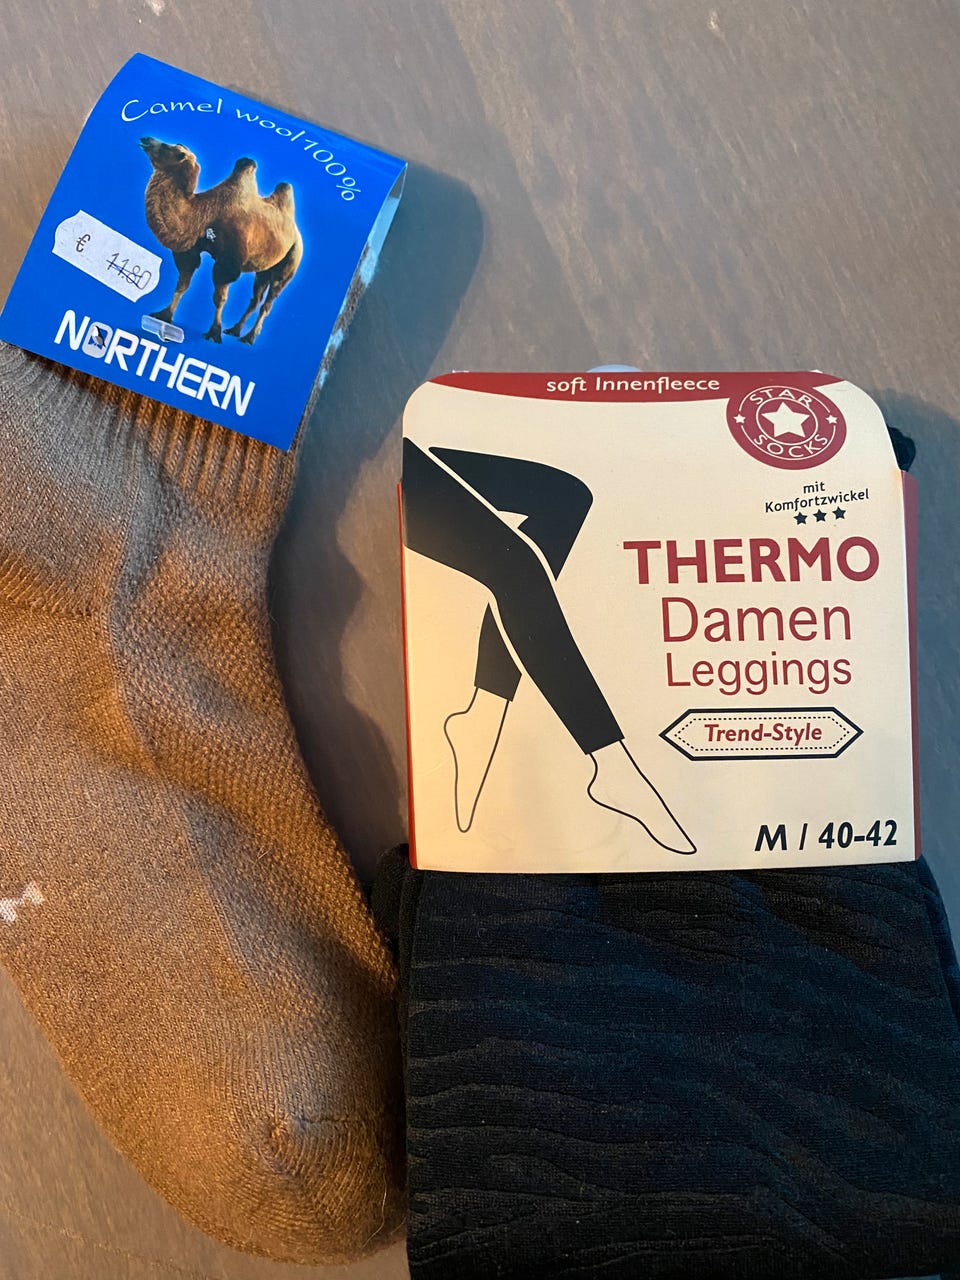 Camel wool 100%
€ 11.80
NORTHERN
soft Innenfleece
STAR
SOCKS
mit
Komfortzwickel
THERMO
Damen
Leggings
Trend-Style
M / 40-42